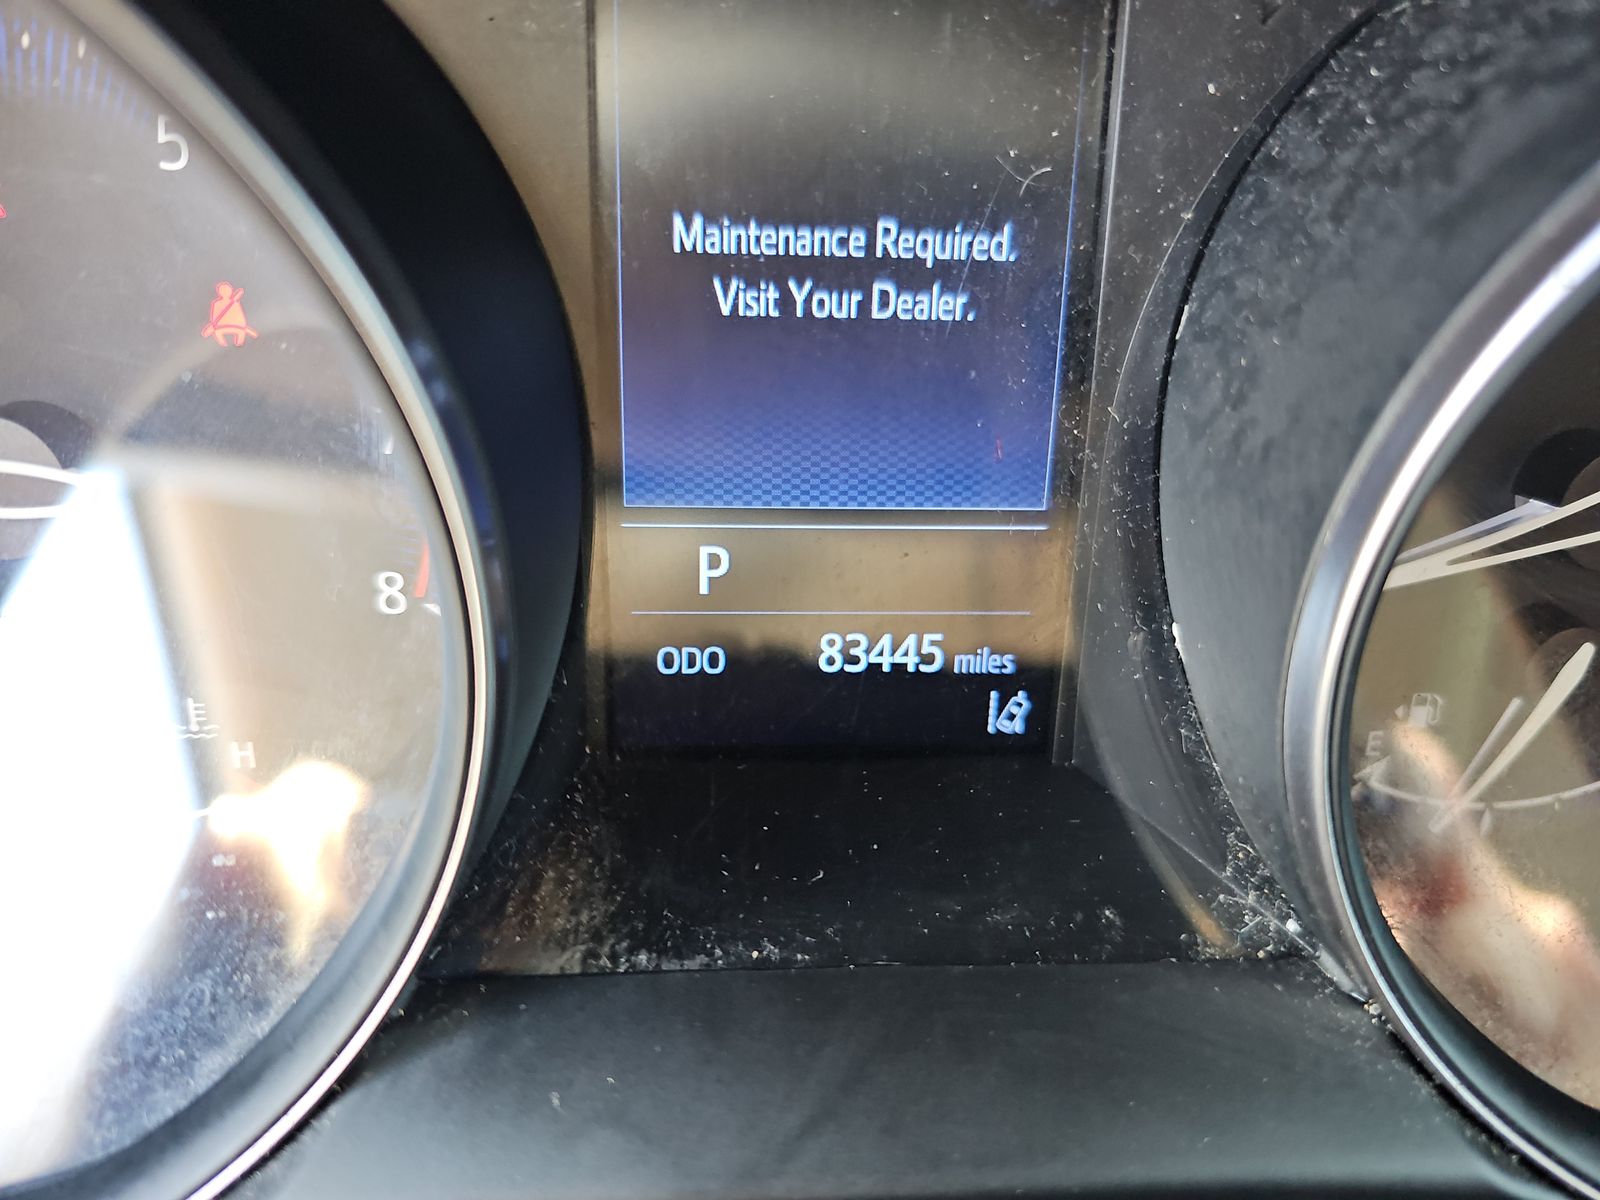 5
Maintenance Required.
Visit Your Dealer.
P
8
ODO 83445 miles
H
E